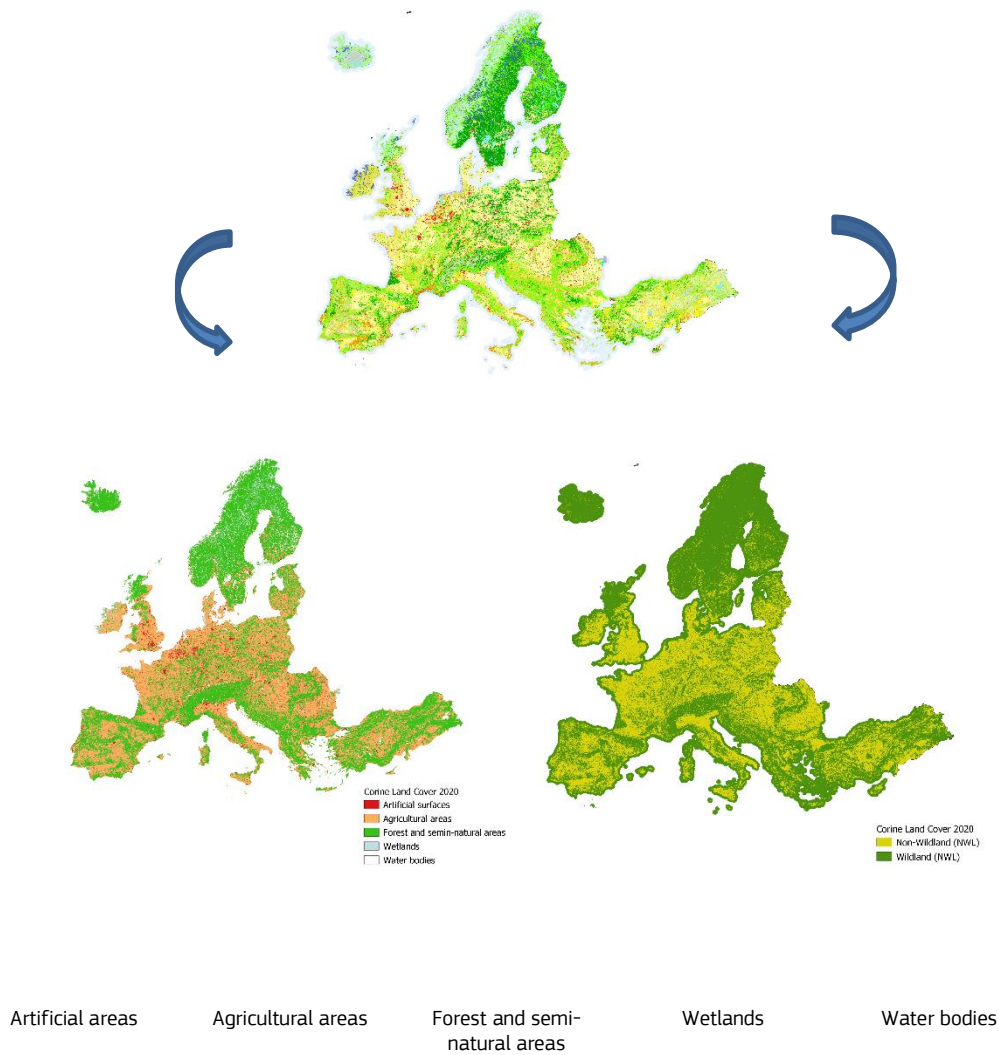 Corine Land Cover 2020
Artificial surfaces
Agricultural areas
Forest and semin-natural areas
Wetlands
Water bodies
Corine Land Cover 2020
Non-Wildland (NWL)
Wildland (NWL)
Artificial areas
Agricultural areas
Forest and semi-
natural areas
Wetlands
Water bodies